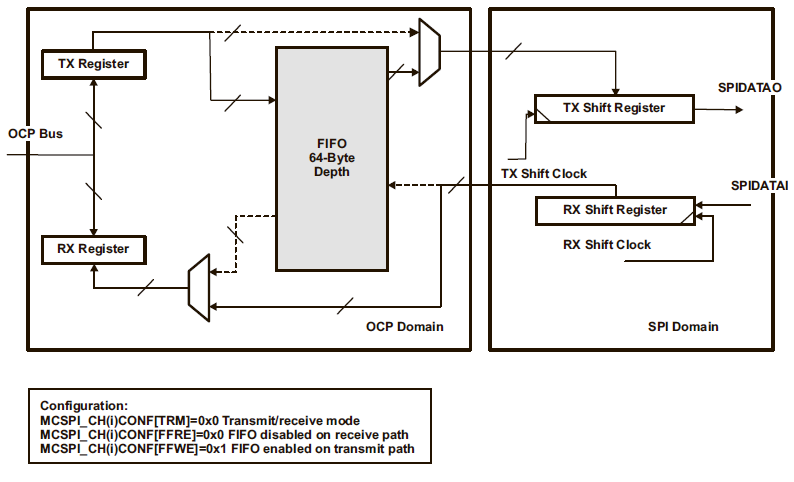 TX Register
OCP Bus
RX Register
FIFO
64-Byte
Depth
OCP Domain
TX Shift Register
SPIDATAO
TX Shift Clock
SPIDATAI
RX Shift Register
RX Shift Clock
SPI Domain
Configuration:
MCSPI_CH(i)CONF[TRM]=0x0 Transmit/receive mode
MCSPI_CH(i)CONF[FFRE]=0x0 FIFO disabled on receive path
MCSPI_CH(i)CONF[FFWE]=0x1 FIFO enabled on transmit path